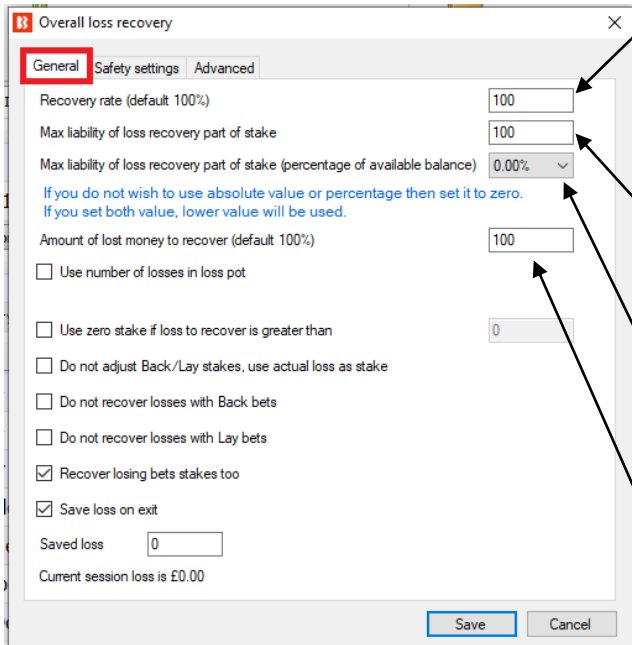 Overall loss recovery
General Safety settings Advanced
Recovery rate (default 100%) 100
Max liability of loss recovery part of stake 100
Max liability of loss recovery part of stake (percentage of available balance) 0.00%
If you do not wish to use absolute value or percentage then set it to zero.
If you set both value, lower value will be used.
Amount of lost money to recover (default 100%) 100
Use number of losses in loss pot
Use zero stake if loss to recover is greater than 0
Do not adjust Back/Lay stakes, use actual loss as stake
Do not recover losses with Back bets
Do not recover losses with Lay bets
Recover losing bets stakes too
Save loss on exit
Saved loss 0
Current session loss is £0.00
Save Cancel